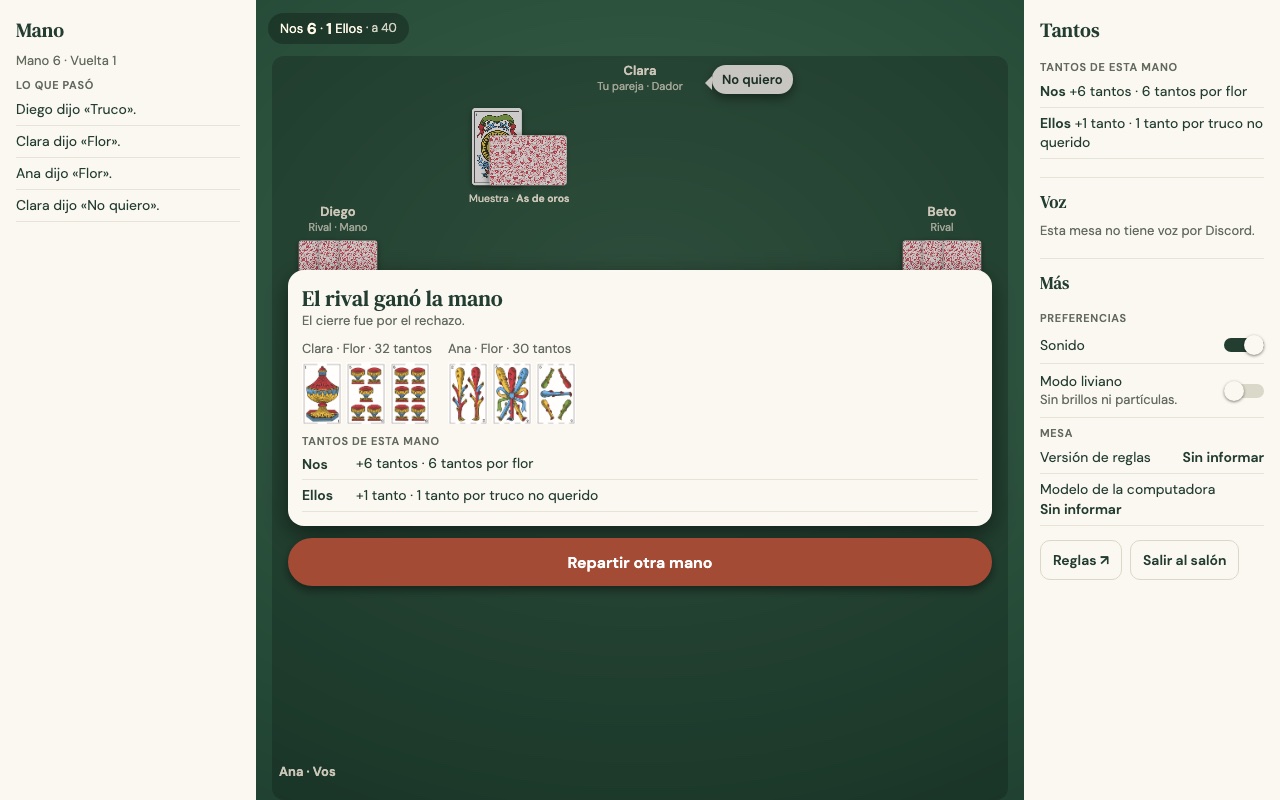 Mano
Mano 6 · Vuelta 1
LO QUE PASÓ
Diego dijo «Truco».
Clara dijo «Flor».
Ana dijo «Flor».
Clara dijo «No quiero».
Nos 6 · 1 Ellos · a 40
Clara
Tu pareja · Dador
No quiero
Muestra · As de oros
Diego
Rival · Mano
Beto
Rival
El rival ganó la mano
El cierre fue por el rechazo.
Clara · Flor · 32 tantos
Ana · Flor · 30 tantos
TANTOS DE ESTA MANO
Nos +6 tantos · 6 tantos por flor
Ellos +1 tanto · 1 tanto por truco no querido
Repartir otra mano
Ana · Vos
Tantos
TANTOS DE ESTA MANO
Nos +6 tantos · 6 tantos por flor
Ellos +1 tanto · 1 tanto por truco no
querido
Voz
Esta mesa no tiene voz por Discord.
Más
PREFERENCIAS
Sonido
Modo liviano
Sin brillos ni partículas.
MESA
Versión de reglas Sin informar
Modelo de la computadora
Sin informar
Reglas ↗
Salir al salón